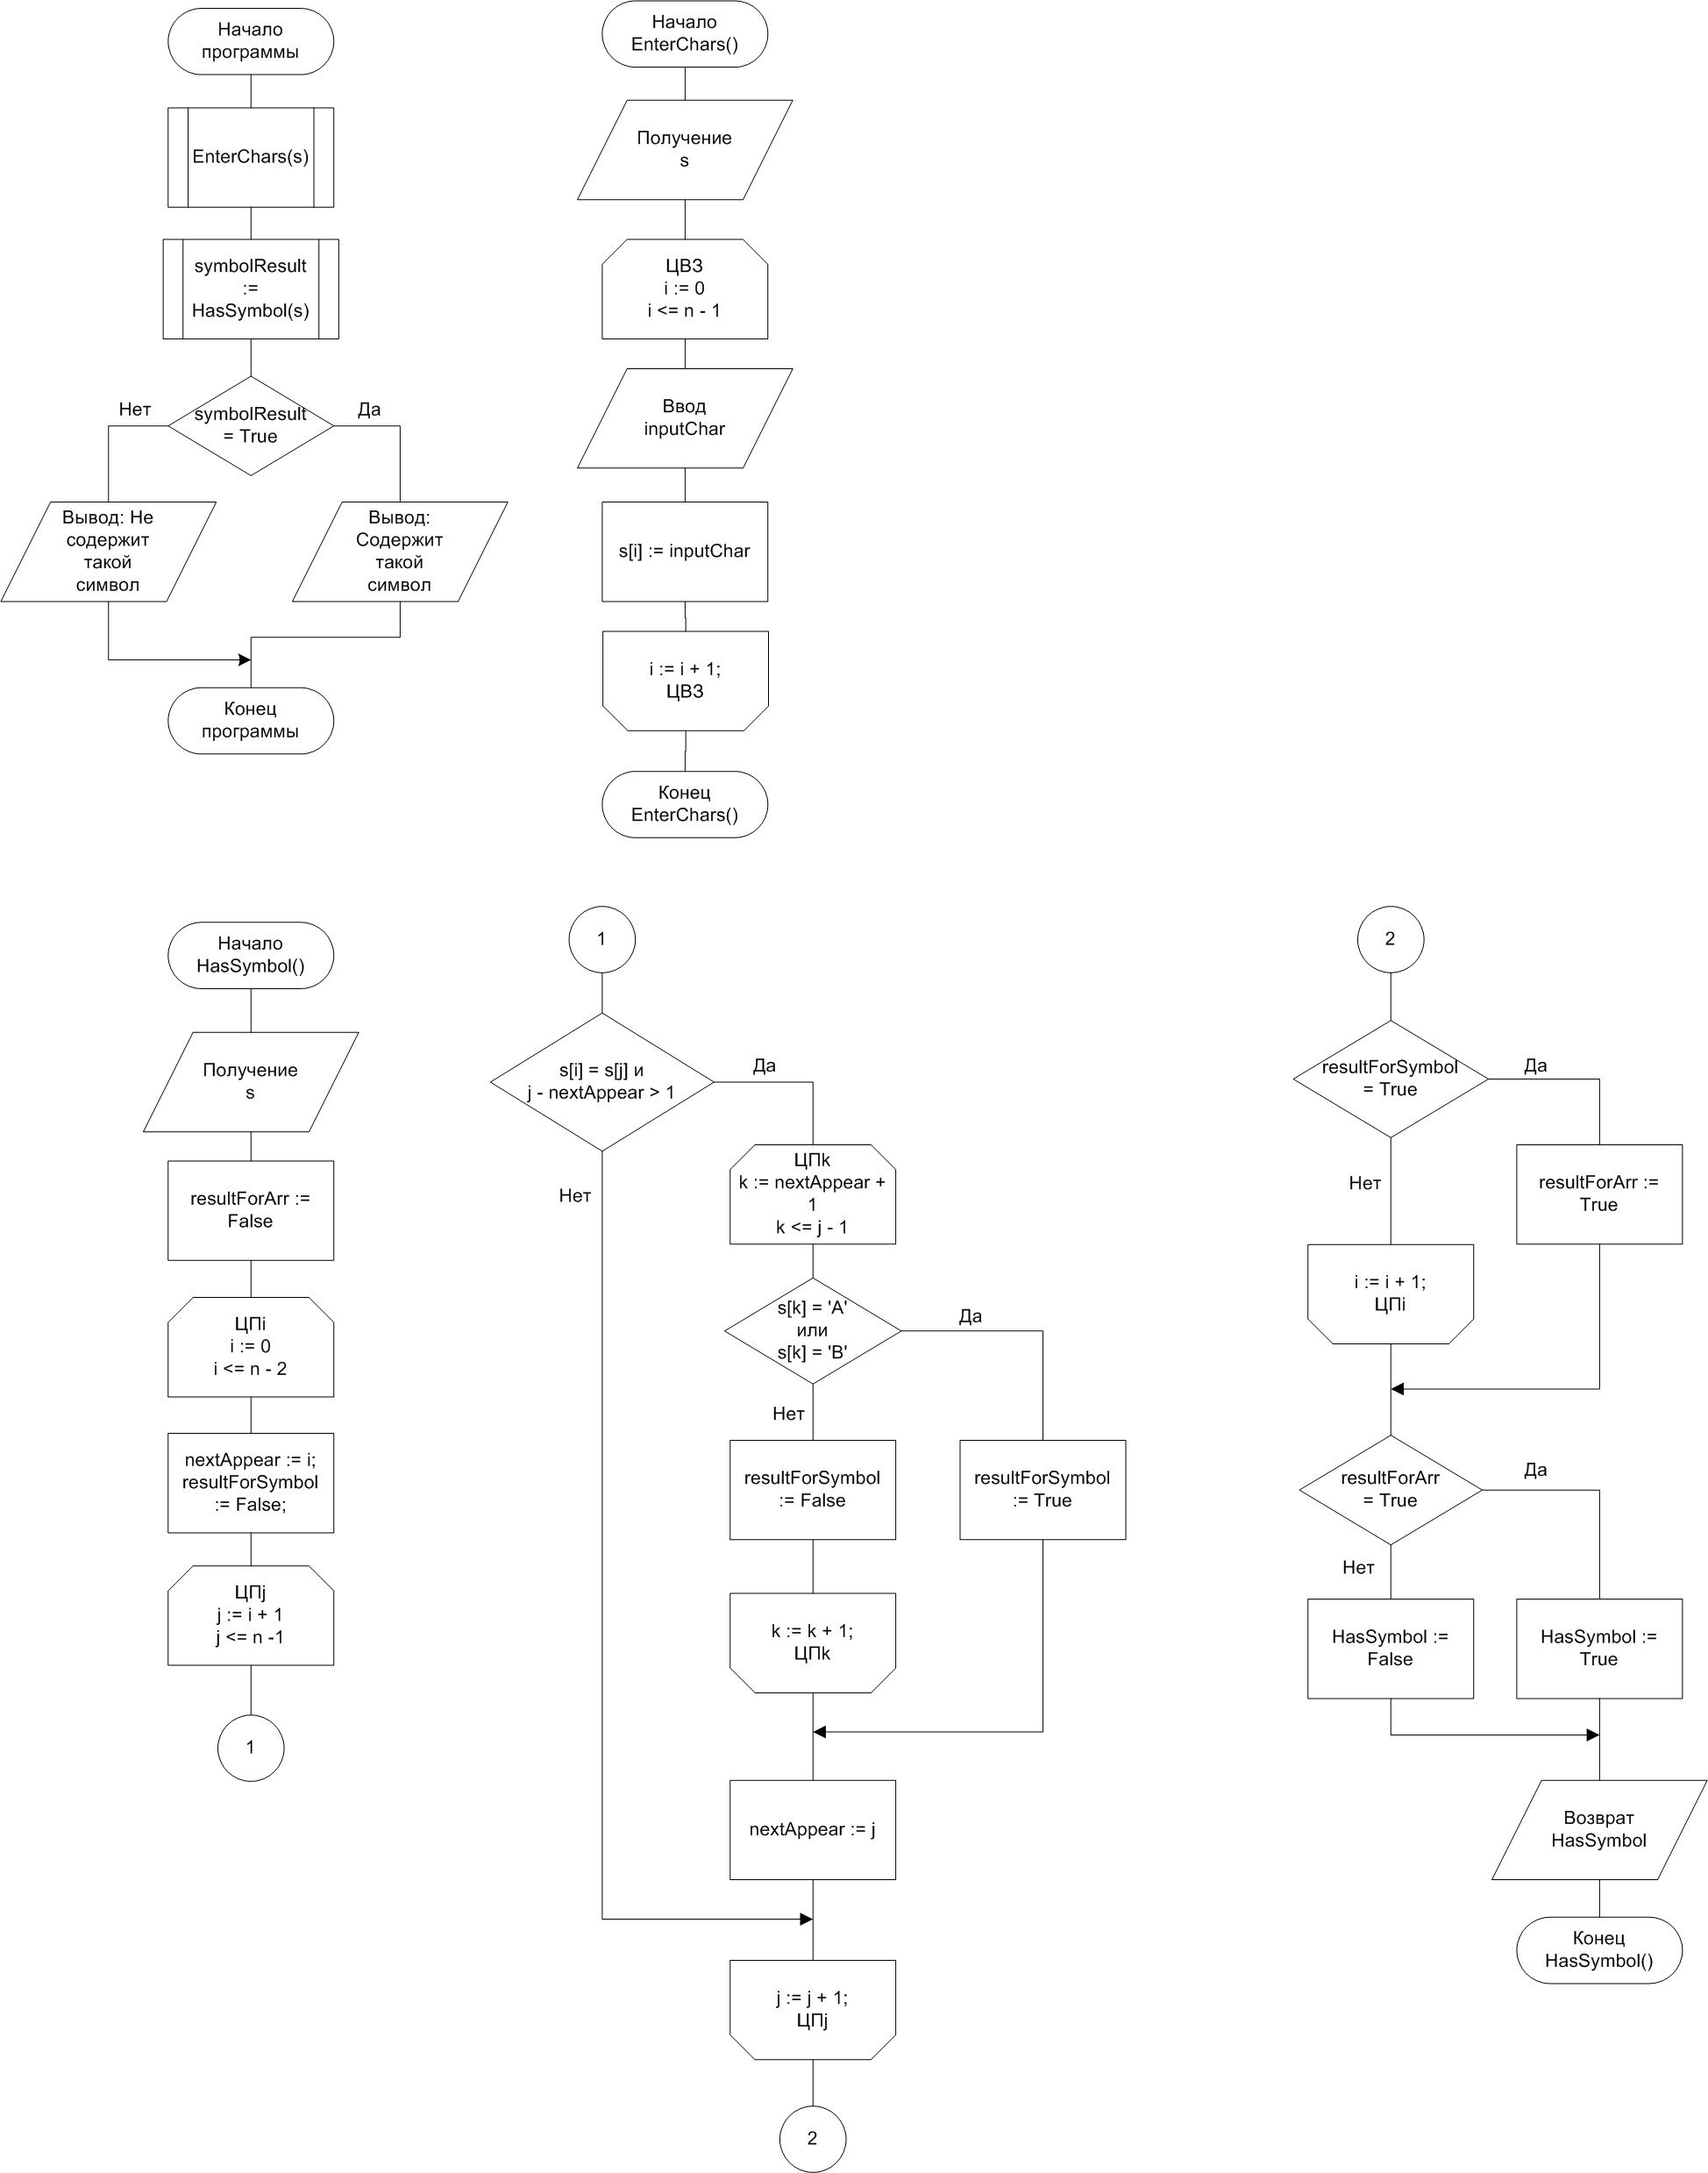 Начало
программы
EnterChars(s)
symbolResult
:=
HasSymbol(s)
Нет
Да
symbolResult
= True
Вывод: Не
содержит
такой
символ
Вывод:
Содержит
такой
символ
Конец
программы
Начало
EnterChars()
Получение
s
ЦВЗ
i := 0
i <= n - 1
Ввод
inputChar
s[i] := inputChar
i := i + 1;
ЦВЗ
Конец
EnterChars()
Начало
HasSymbol()
Получение
s
resultForArr :=
False
ЦПi
i := 0
i <= n - 2
nextAppear := i;
resultForSymbol
:= False;
ЦПj
j := i + 1
j <= n -1
1
1
s[i] = s[j] и
j - nextAppear > 1
Да
Нет
ЦПk
k := nextAppear +
1
k <= j - 1
s[k] = 'A'
или
s[k] = 'B'
Да
Нет
resultForSymbol
:= False
resultForSymbol
:= True
k := k + 1;
ЦПk
nextAppear := j
j := j + 1;
ЦПj
2
2
resultForSymbol
= True
Да
Нет
resultForArr :=
True
i := i + 1;
ЦПi
resultForArr
= True
Да
Нет
HasSymbol :=
False
HasSymbol :=
True
Возврат
HasSymbol
Конец
HasSymbol()